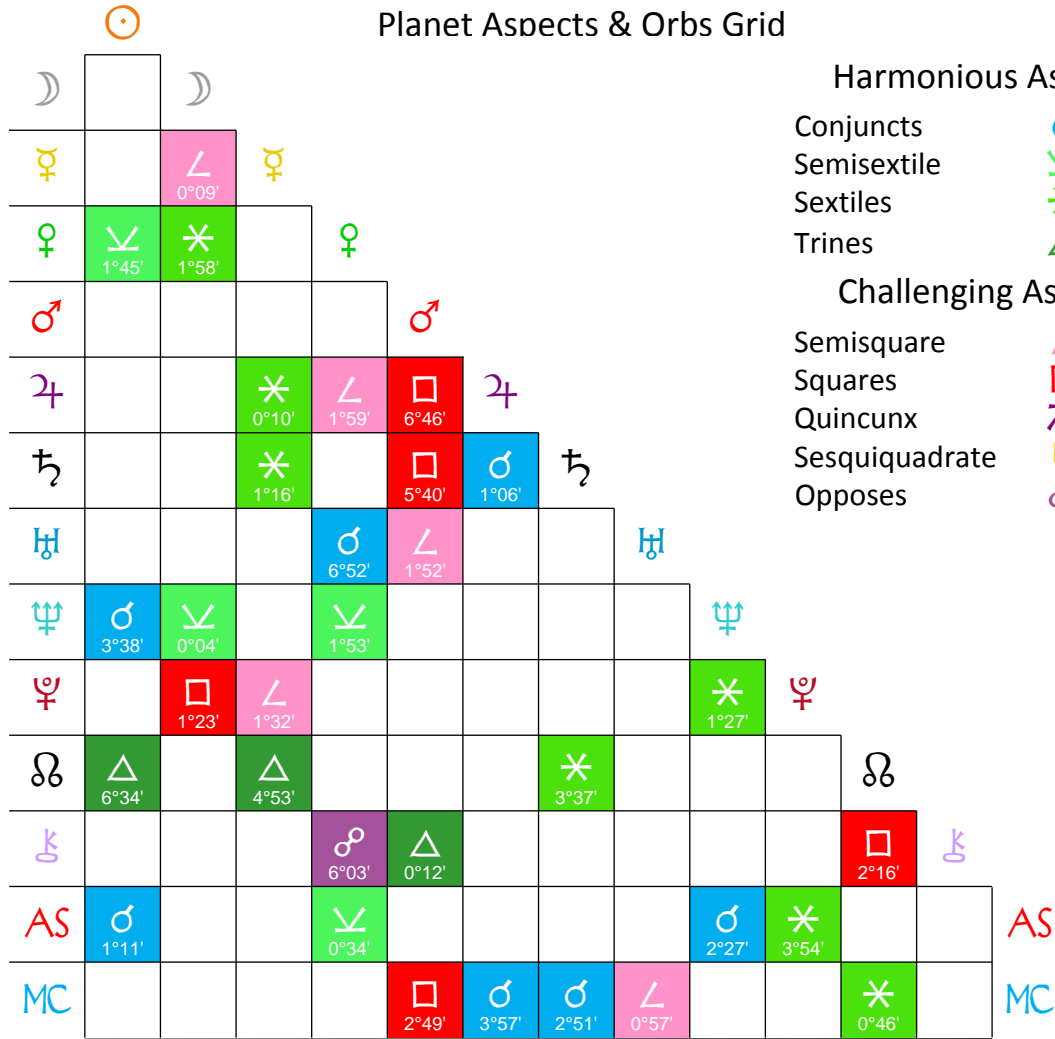 ☉ Planet Aspects & Orbs Grid
☽ ☽
Harmonious As
Conjuncts ☌
Semisextile ⚺
Sextiles ⚹
Trines △
Challenging As
Semisquare ∠
Squares □
Quincunx ⚻
Sesquiquadrate
Opposes ☍
☿ ∠ 0°09' ☿
♀ ⚺ 1°45' ⚹ 1°58' ♀
♂ ♂
♃ ⚹ 0°10' ∠ 1°59' □ 6°46' ♃
♄ ⚹ 1°16' □ 5°40' ☌ 1°06' ♄
♅ ☌ 6°52' ∠ 1°52' ♅
♆ ☌ 3°38' ⚺ 0°04' ⚺ 1°53' ♆
♇ □ 1°23' ∠ 1°32' ⚹ 1°27' ♇
☊ △ 6°34' △ 4°53' ⚹ 3°37' ☊
⚷ ☍ 6°03' △ 0°12' □ 2°16' ⚷
AS ☌ 1°11' ⚺ 0°34' ☌ 2°27' ⚹ 3°54' AS
MC □ 2°49' ☌ 3°57' ☌ 2°51' ∠ 0°57' ⚹ 0°46' MC